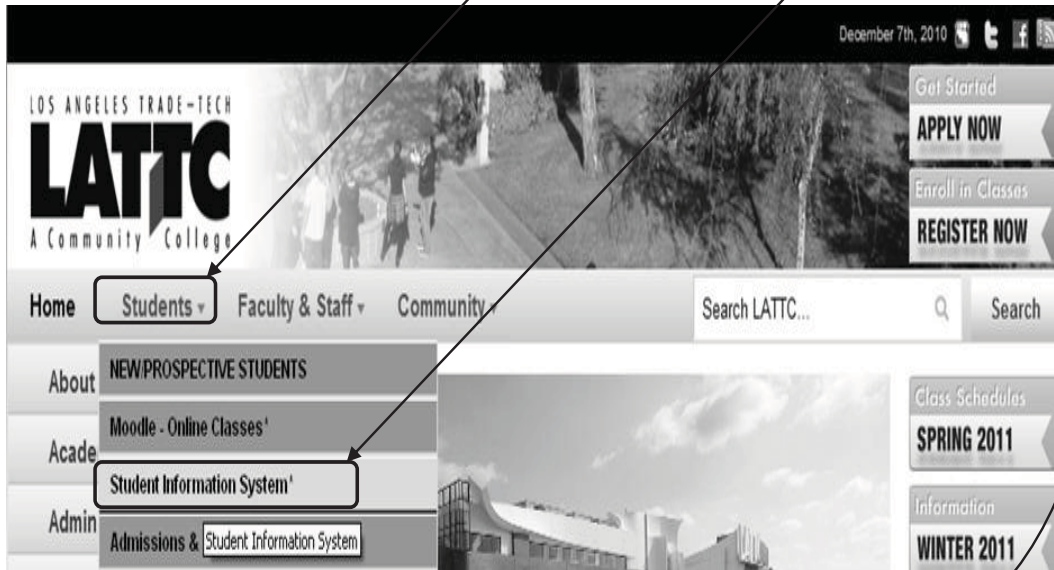 December 7th, 2010
LOS ANGELES TRADE-TECH
LATTC
A Community College
Get Started
APPLY NOW
Enroll in Classes
REGISTER NOW
Home Students Faculty & Staff Community
Search LATTC... Search
About
NEW/PROSPECTIVE STUDENTS
Moodle - Online Classes
Acade
Student Information System
Admin
Admissions &
Student Information System
Class Schedules
SPRING 2011
Information
WINTER 2011